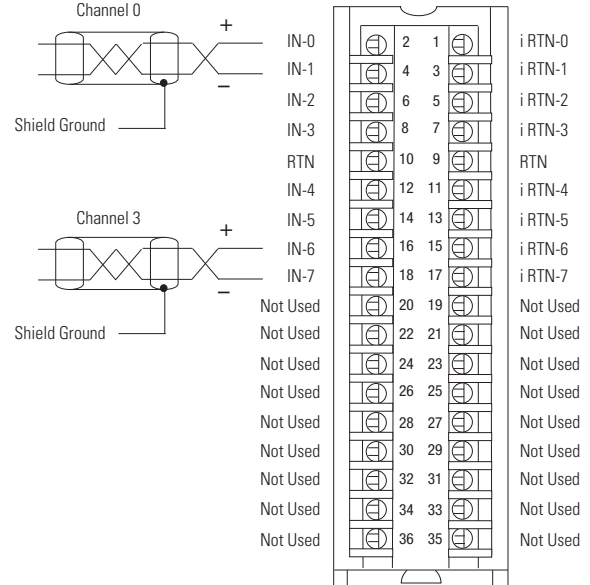 Channel 0
+
–
Shield Ground
Channel 3
+
–
Shield Ground
IN-0 2 1 i RTN-0
IN-1 4 3 i RTN-1
IN-2 6 5 i RTN-2
IN-3 8 7 i RTN-3
RTN 10 9 RTN
IN-4 12 11 i RTN-4
IN-5 14 13 i RTN-5
IN-6 16 15 i RTN-6
IN-7 18 17 i RTN-7
Not Used 20 19 Not Used
Not Used 22 21 Not Used
Not Used 24 23 Not Used
Not Used 26 25 Not Used
Not Used 28 27 Not Used
Not Used 30 29 Not Used
Not Used 32 31 Not Used
Not Used 34 33 Not Used
Not Used 36 35 Not Used